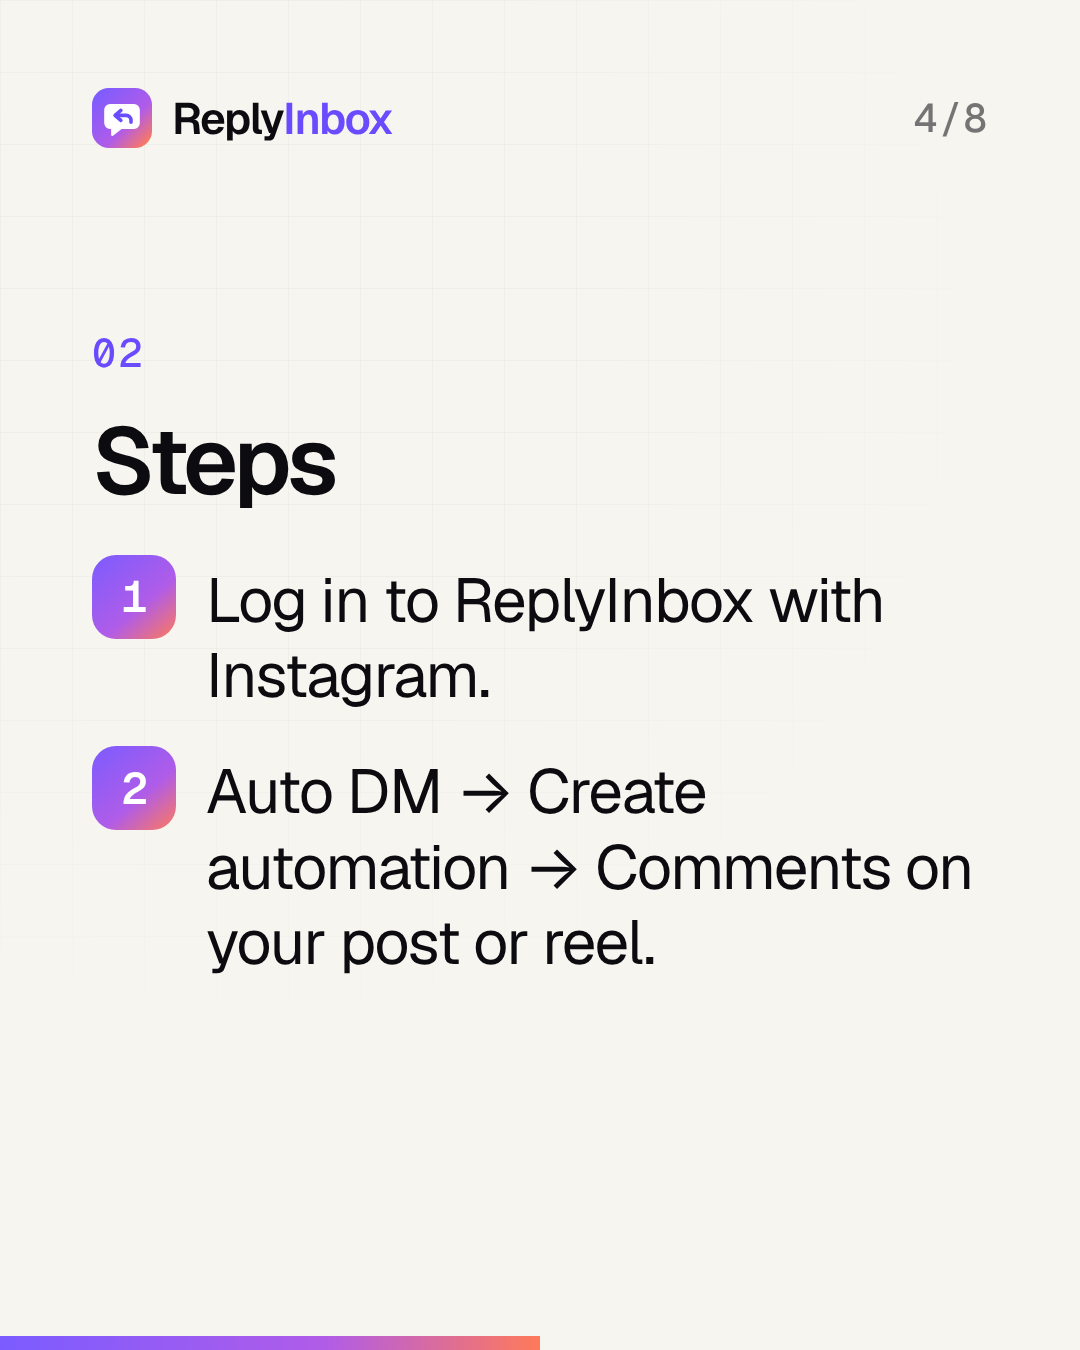 ReplyInbox
4/8
02
Steps
1
Log in to ReplyInbox with
Instagram.
2
Auto DM → Create
automation → Comments on
your post or reel.